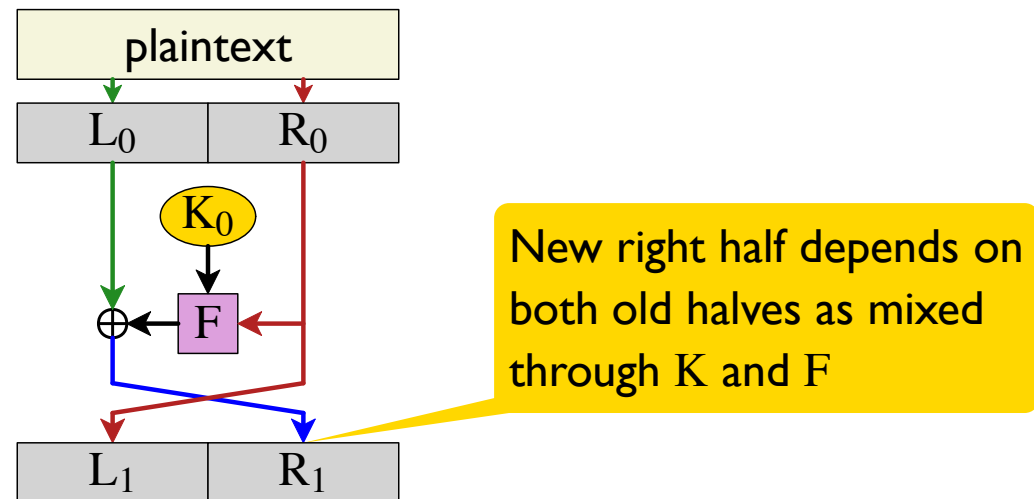 plaintext
L₀ R₀
K₀
F
New right half depends on
both old halves as mixed
through K and F
L₁ R₁